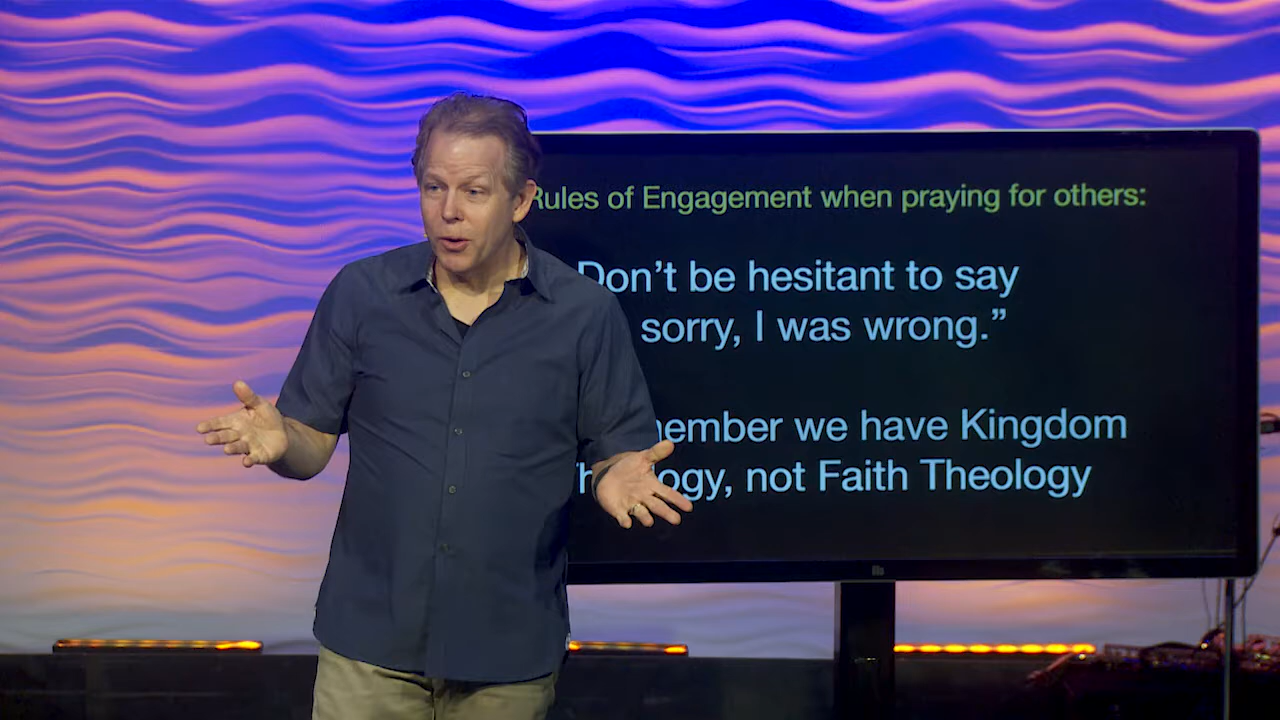 Rules of Engagement when praying for others:
Don't be hesitant to say
sorry, I was wrong.”
we have Kingdom
not Faith Theology